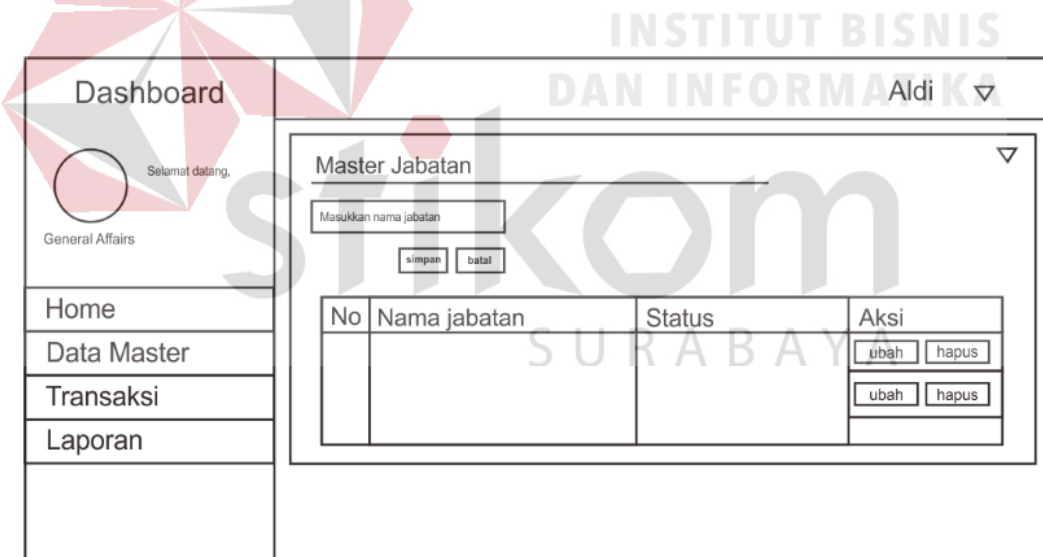 INSTITUT BISNIS
DAN INFORMATIKA
Dashboard
Aldi
Selamat datang,
General Affairs
Home
Data Master
Transaksi
Laporan
Master Jabatan
Masukkan nama jabatan
simpan batal
No Nama jabatan Status Aksi
ubah hapus
ubah hapus
stikom
SURABAYA